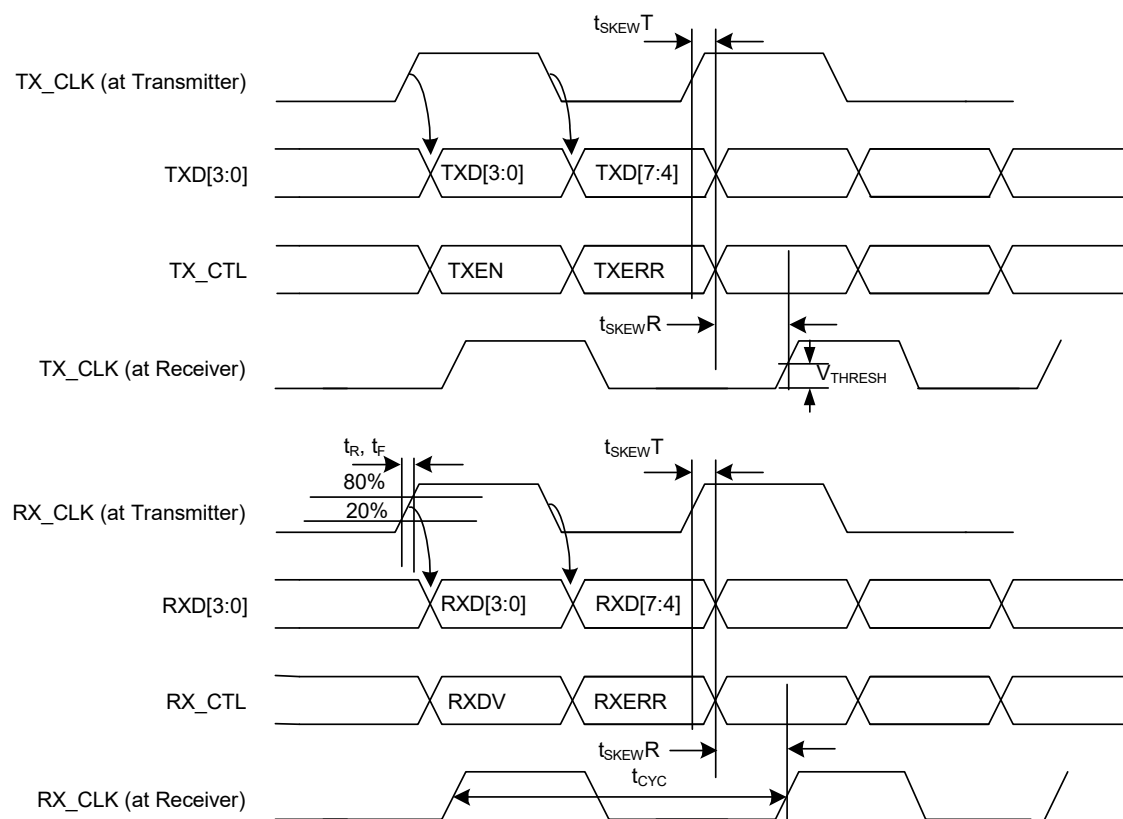 tSKEWT
TX_CLK (at Transmitter)
TXD[3:0] TXD[3:0] TXD[7:4]
TX_CTL TXEN TXERR
tSKEWR
TX_CLK (at Receiver)
VTHRESH
tR, tF tSKEWT
80%
RX_CLK (at Transmitter)
20%
RXD[3:0] RXD[3:0] RXD[7:4]
RX_CTL RXDV RXERR
tSKEWR
tCYC
RX_CLK (at Receiver)